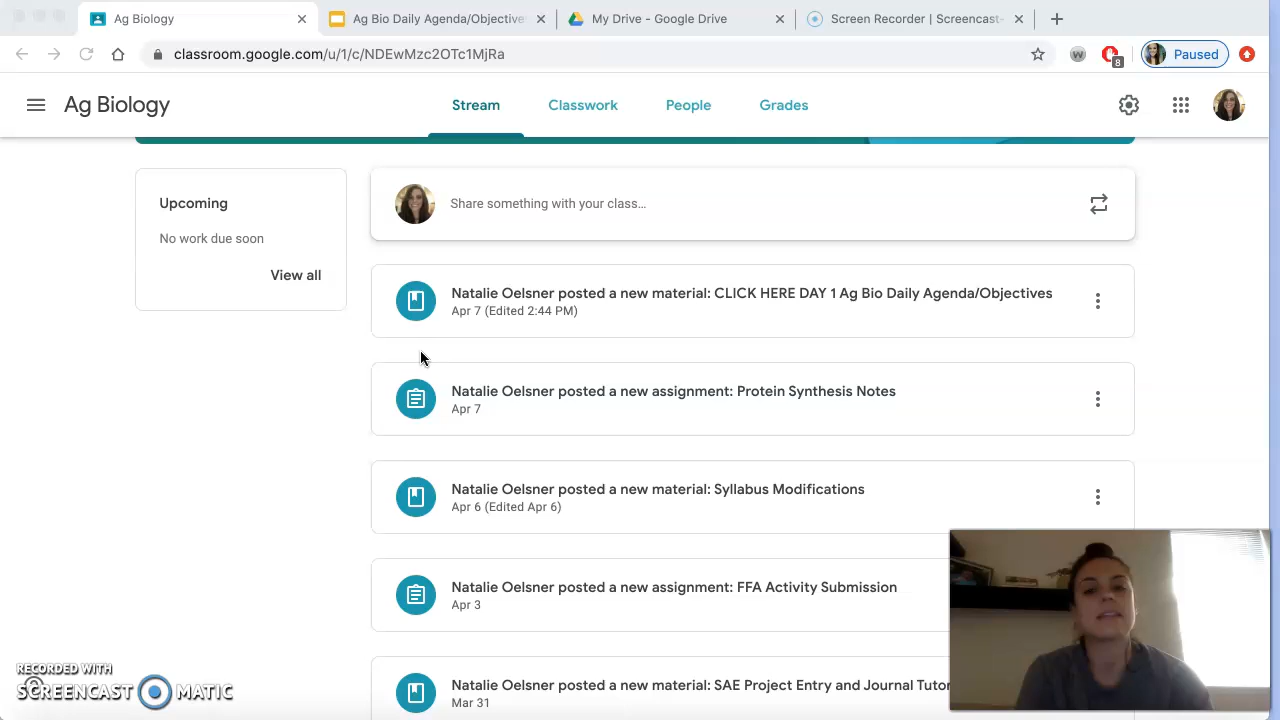 Ag Biology
Ag Bio Daily Agenda/Objective
My Drive - Google Drive
Screen Recorder | Screencast-
classroom.google.com/u/1/c/NDEwMzc2OTc1MjRa
W
8
Paused
Ag Biology
Stream
Classwork
People
Grades
Upcoming
No work due soon
View all
Share something with your class...
Natalie Oelsner posted a new material: CLICK HERE DAY 1 Ag Bio Daily Agenda/Objectives
Apr 7 (Edited 2:44 PM)
Natalie Oelsner posted a new assignment: Protein Synthesis Notes
Apr 7
Natalie Oelsner posted a new material: Syllabus Modifications
Apr 6 (Edited Apr 6)
Natalie Oelsner posted a new assignment: FFA Activity Submission
Apr 3
Natalie Oelsner posted a new material: SAE Project Entry and Journal Tutor
Mar 31
RECORDED WITH
SCREENCAST MATIC